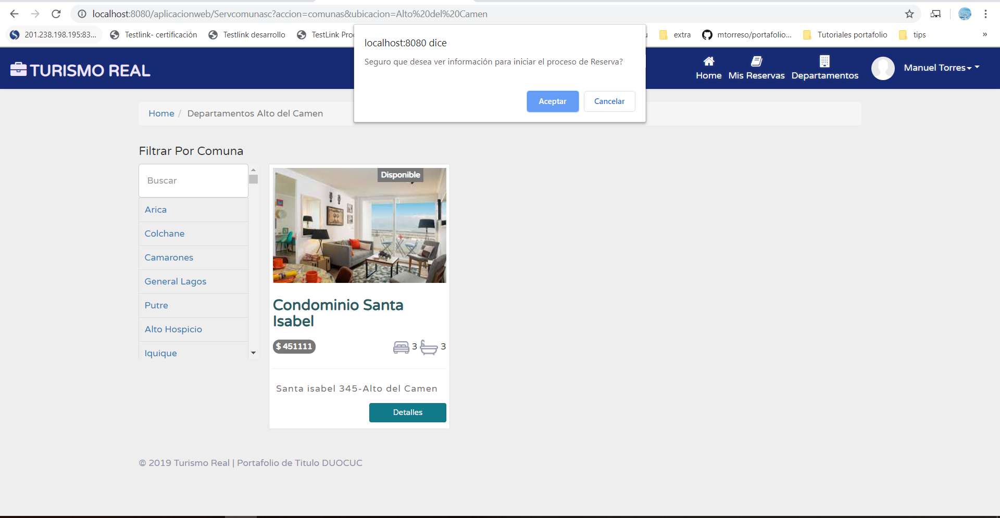 localhost:8080/aplicacionweb/Servcomunasc?accion=comunas&ubicacion=Alto%20del%20Camen
201.238.198.195:83...
Testlink- certificación
Testlink desarrollo
TestLink Pro
extra
mtorreso/portafolio...
Tutoriales portafolio
tips
»
localhost:8080 dice
Seguro que desea ver información para iniciar el proceso de Reserva?
Aceptar
Cancelar
TURISMO REAL
Home
Mis Reservas
Departamentos
Manuel Torres
Home / Departamentos Alto del Camen
Filtrar Por Comuna
Buscar
Arica
Colchane
Camarones
General Lagos
Putre
Alto Hospicio
Iquique
Disponible
Condominio Santa
Isabel
$ 451111
3
3
Santa isabel 345-Alto del Camen
Detalles
© 2019 Turismo Real | Portafolio de Titulo DUOCUC